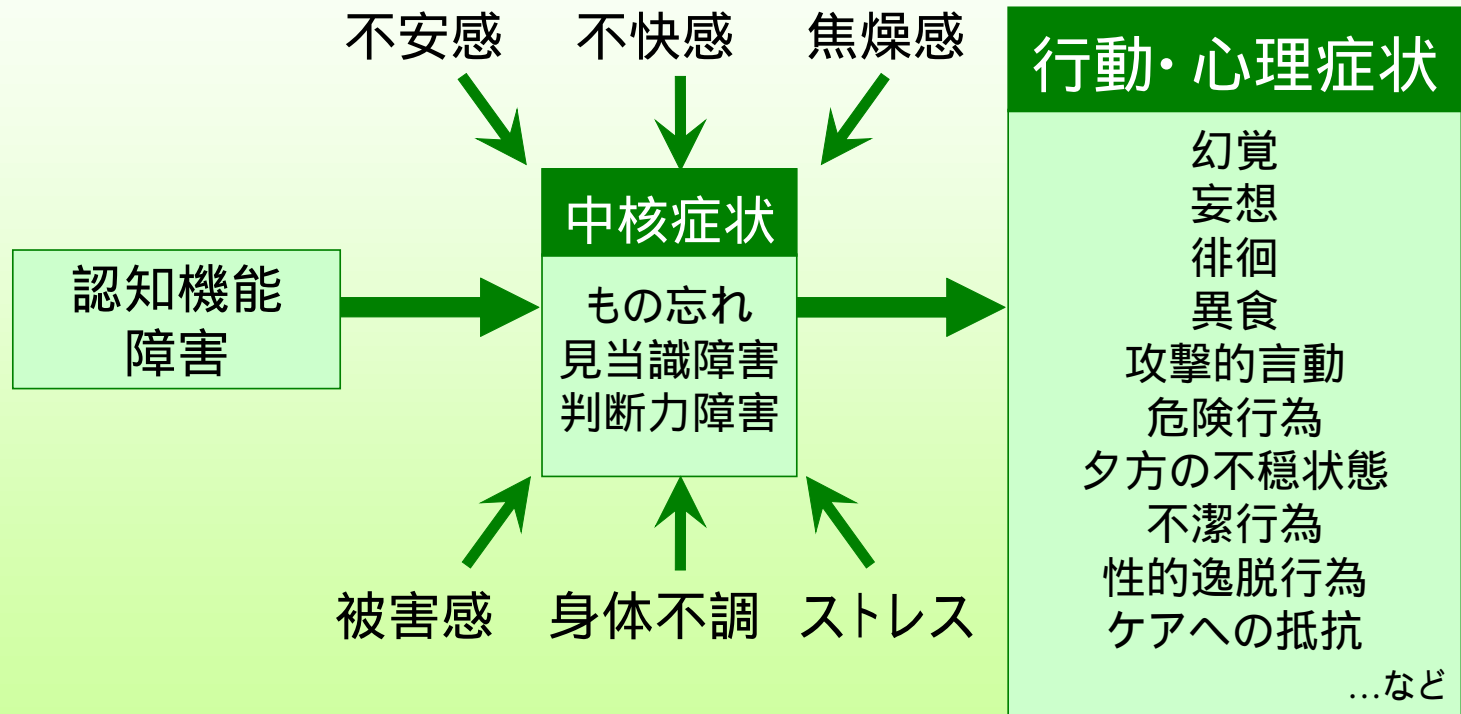 不安感 不快感 焦燥感
認知機能
障害
中核症状
もの忘れ
見当識障害
判断力障害
被害感 身体不調 ストレス
行動・心理症状
幻覚
妄想
徘徊
異食
攻撃的言動
危険行為
夕方の不穏状態
不潔行為
性的逸脱行為
ケアへの抵抗
…など